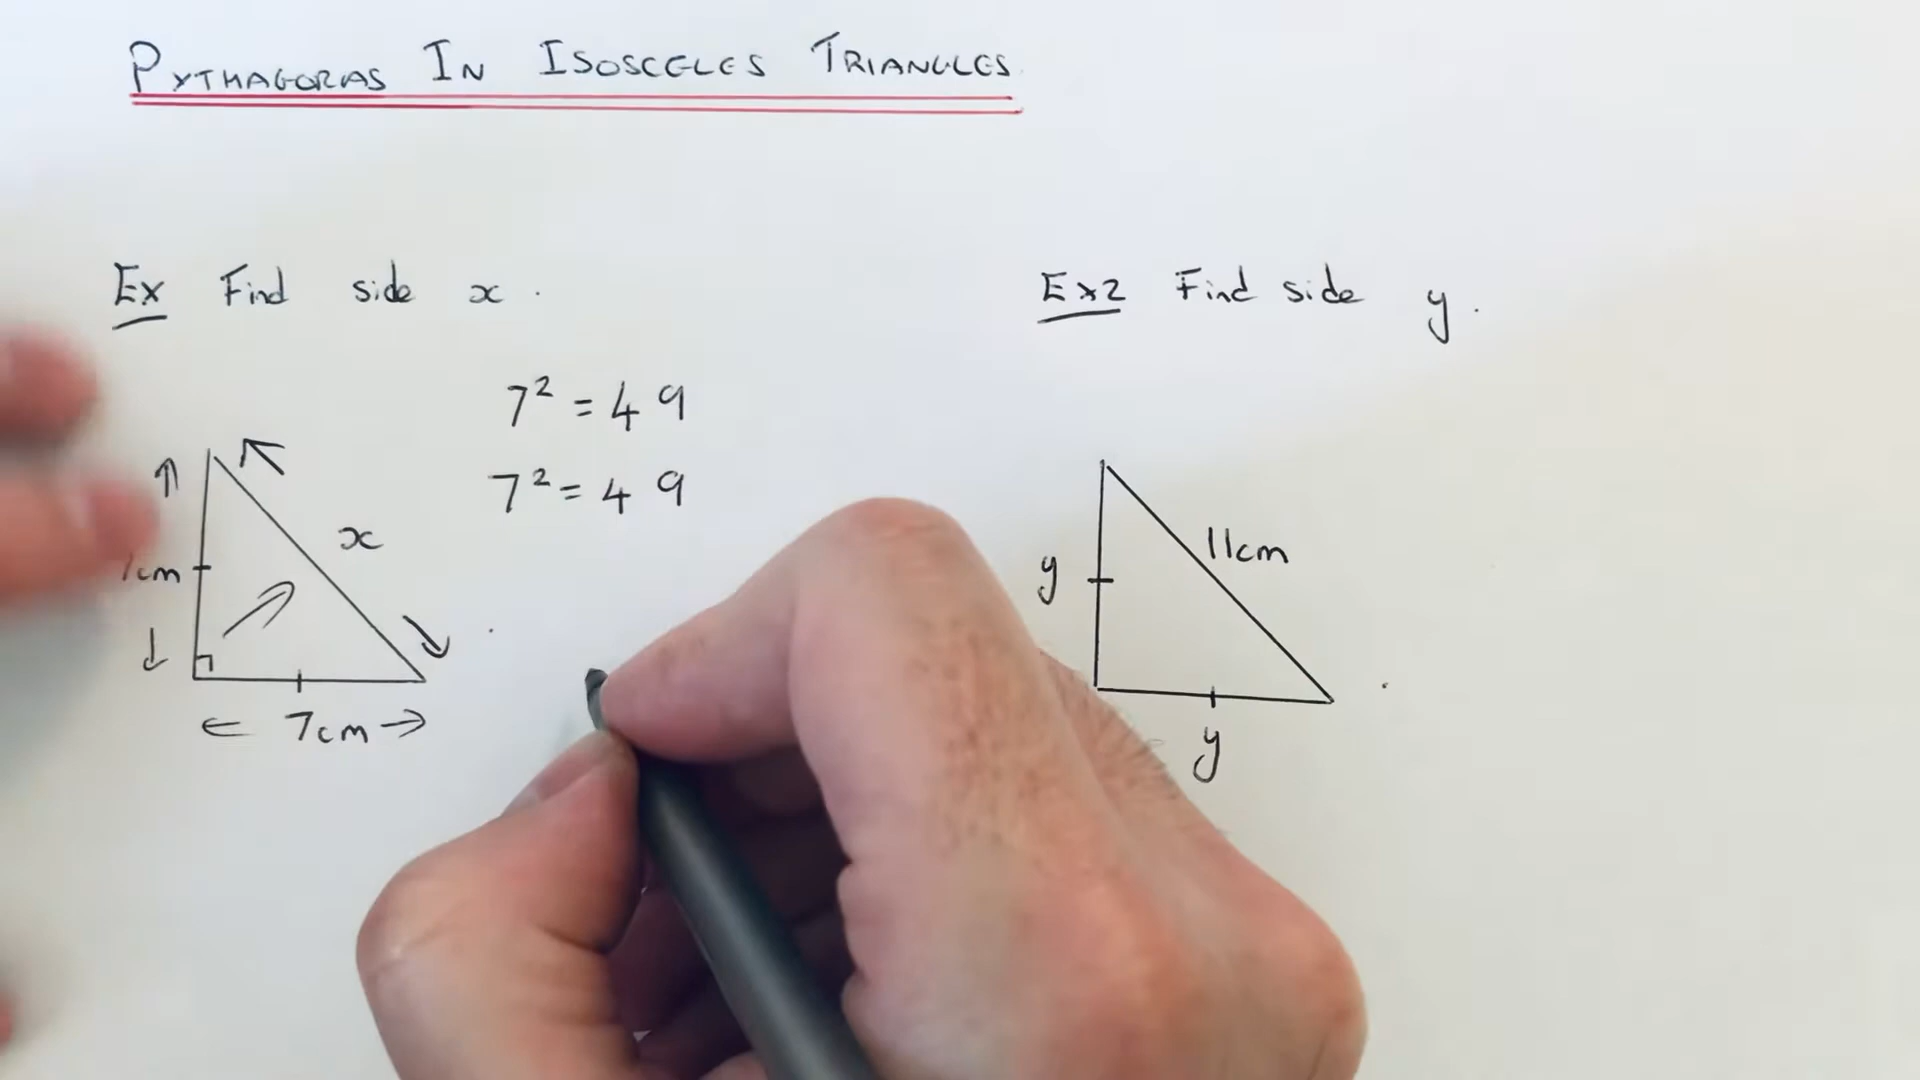 PYTHAGORAS IN ISOSCELES TRIANGLES
Ex Find side x.
7² = 49
7² = 49
x
cm
7cm
Ex2 Find side y.
11cm
y
y